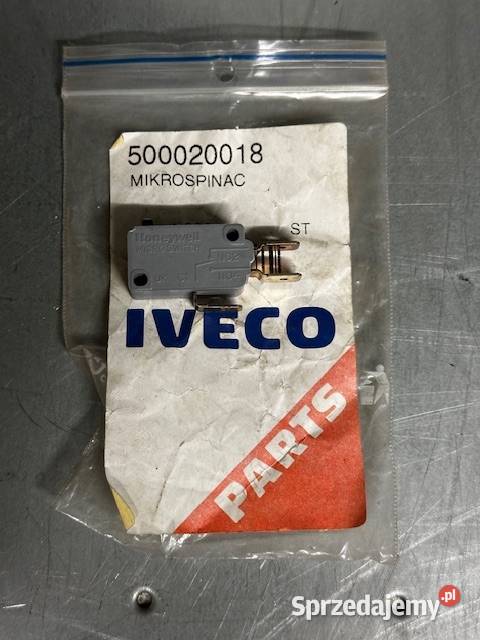 500020018
MIKROSPINAC
ST
Honeywell
IVECO
PARTS
Sprzedajemy.pl